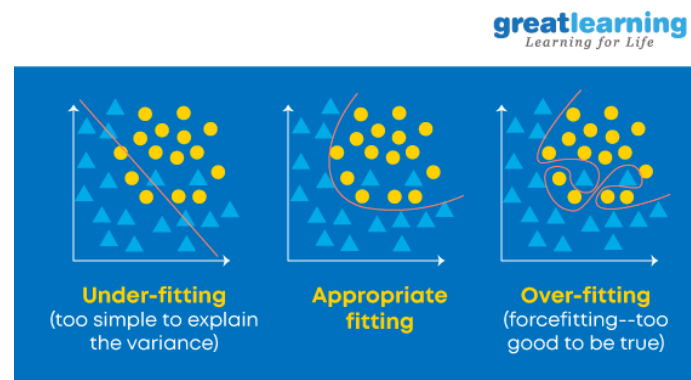 greatlearning
Learning for Life
Under-fitting
(too simple to explain
the variance)
Appropriate
fitting
Over-fitting
(forcefitting--too
good to be true)